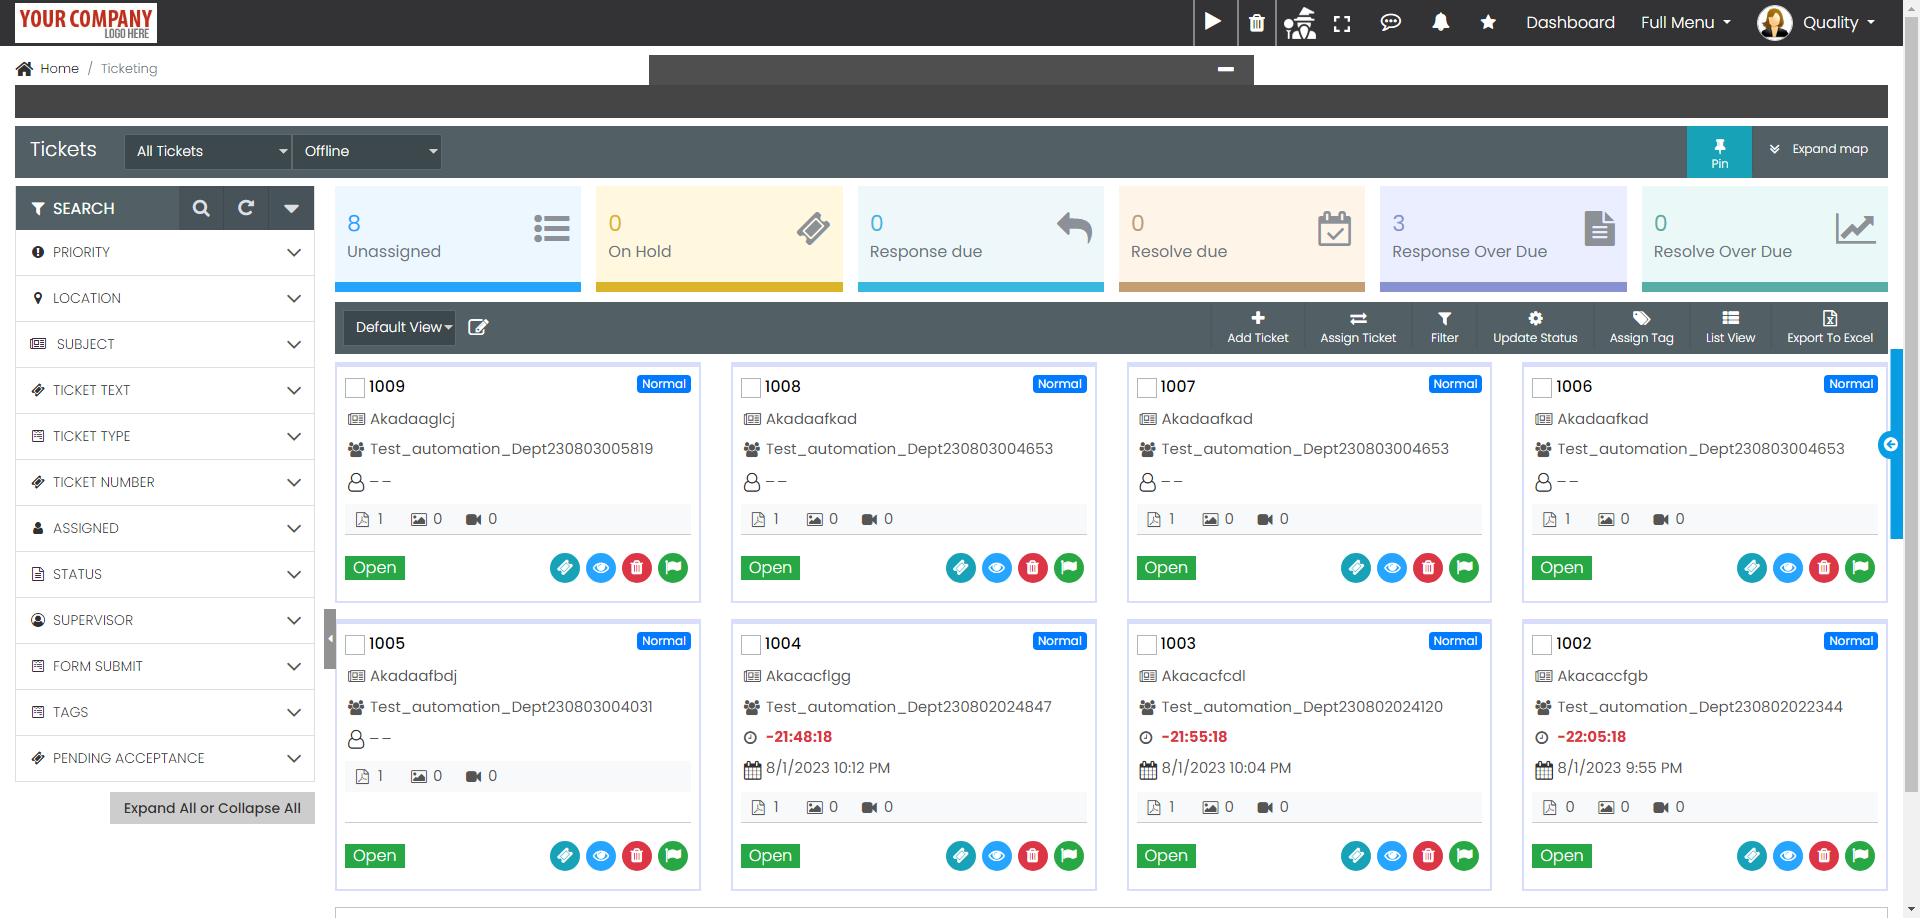 YOUR COMPANY
LOGO HERE
Dashboard
Full Menu
Quality
Home / Ticketing
Tickets
All Tickets
Offline
Pin
Expand map
SEARCH
PRIORITY
LOCATION
SUBJECT
TICKET TEXT
TICKET TYPE
TICKET NUMBER
ASSIGNED
STATUS
SUPERVISOR
FORM SUBMIT
TAGS
PENDING ACCEPTANCE
Expand All or Collapse All
8
Unassigned
0
On Hold
0
Response due
0
Resolve due
3
Response Over Due
0
Resolve Over Due
Default View
Add Ticket
Assign Ticket
Filter
Update Status
Assign Tag
List View
Export To Excel
1009
Normal
Akadaaglcj
Test_automation_Dept230803005819
--
1 0 0
Open
1008
Normal
Akadaafkad
Test_automation_Dept230803004653
--
1 0 0
Open
1007
Normal
Akadaafkad
Test_automation_Dept230803004653
--
1 0 0
Open
1006
Normal
Akadaafkad
Test_automation_Dept230803004653
--
1 0 0
Open
1005
Normal
Akadaafbdj
Test_automation_Dept230803004031
--
1 0 0
Open
1004
Normal
Akacacflgg
Test_automation_Dept230802024847
-21:48:18
8/1/2023 10:12 PM
1 0 0
Open
1003
Normal
Akacacfcdl
Test_automation_Dept230802024120
-21:55:18
8/1/2023 10:04 PM
1 0 0
Open
1002
Normal
Akacaccfgb
Test_automation_Dept230802022344
-22:05:18
8/1/2023 9:55 PM
0 0 0
Open